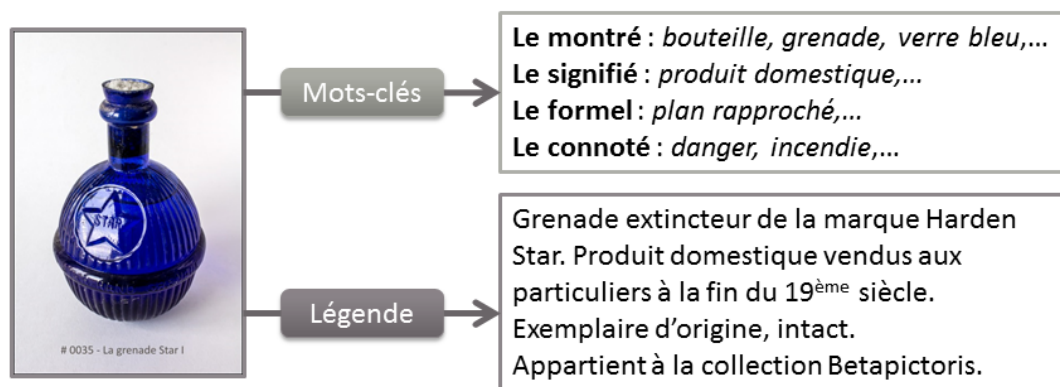 STAR
# 0035 - La grenade Star I
Mots-clés
Le montré : bouteille, grenade, verre bleu,...
Le signifié : produit domestique,...
Le formel : plan rapproché,...
Le connoté : danger, incendie,...
Légende
Grenade extincteur de la marque Harden
Star. Produit domestique vendus aux
particuliers à la fin du 19ème siècle.
Exemplaire d'origine, intact.
Appartient à la collection Betapictoris.